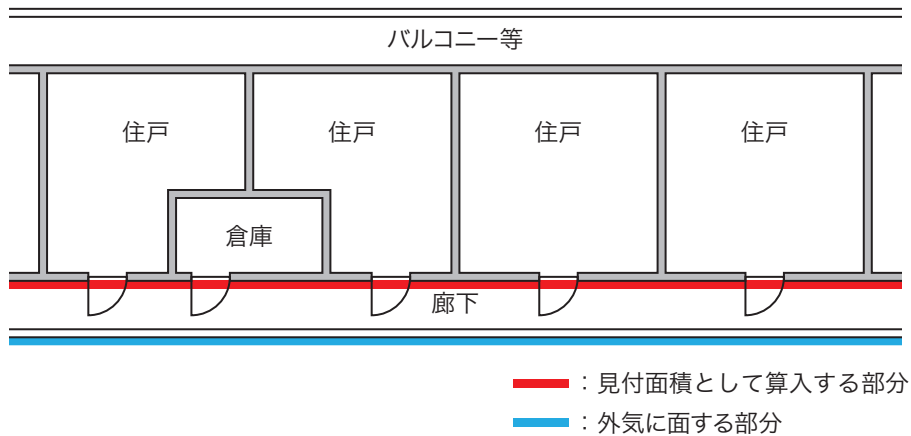 バルコニー等
住戸
住戸
住戸
住戸
倉庫
廊下
：見付面積として算入する部分
：外気に面する部分